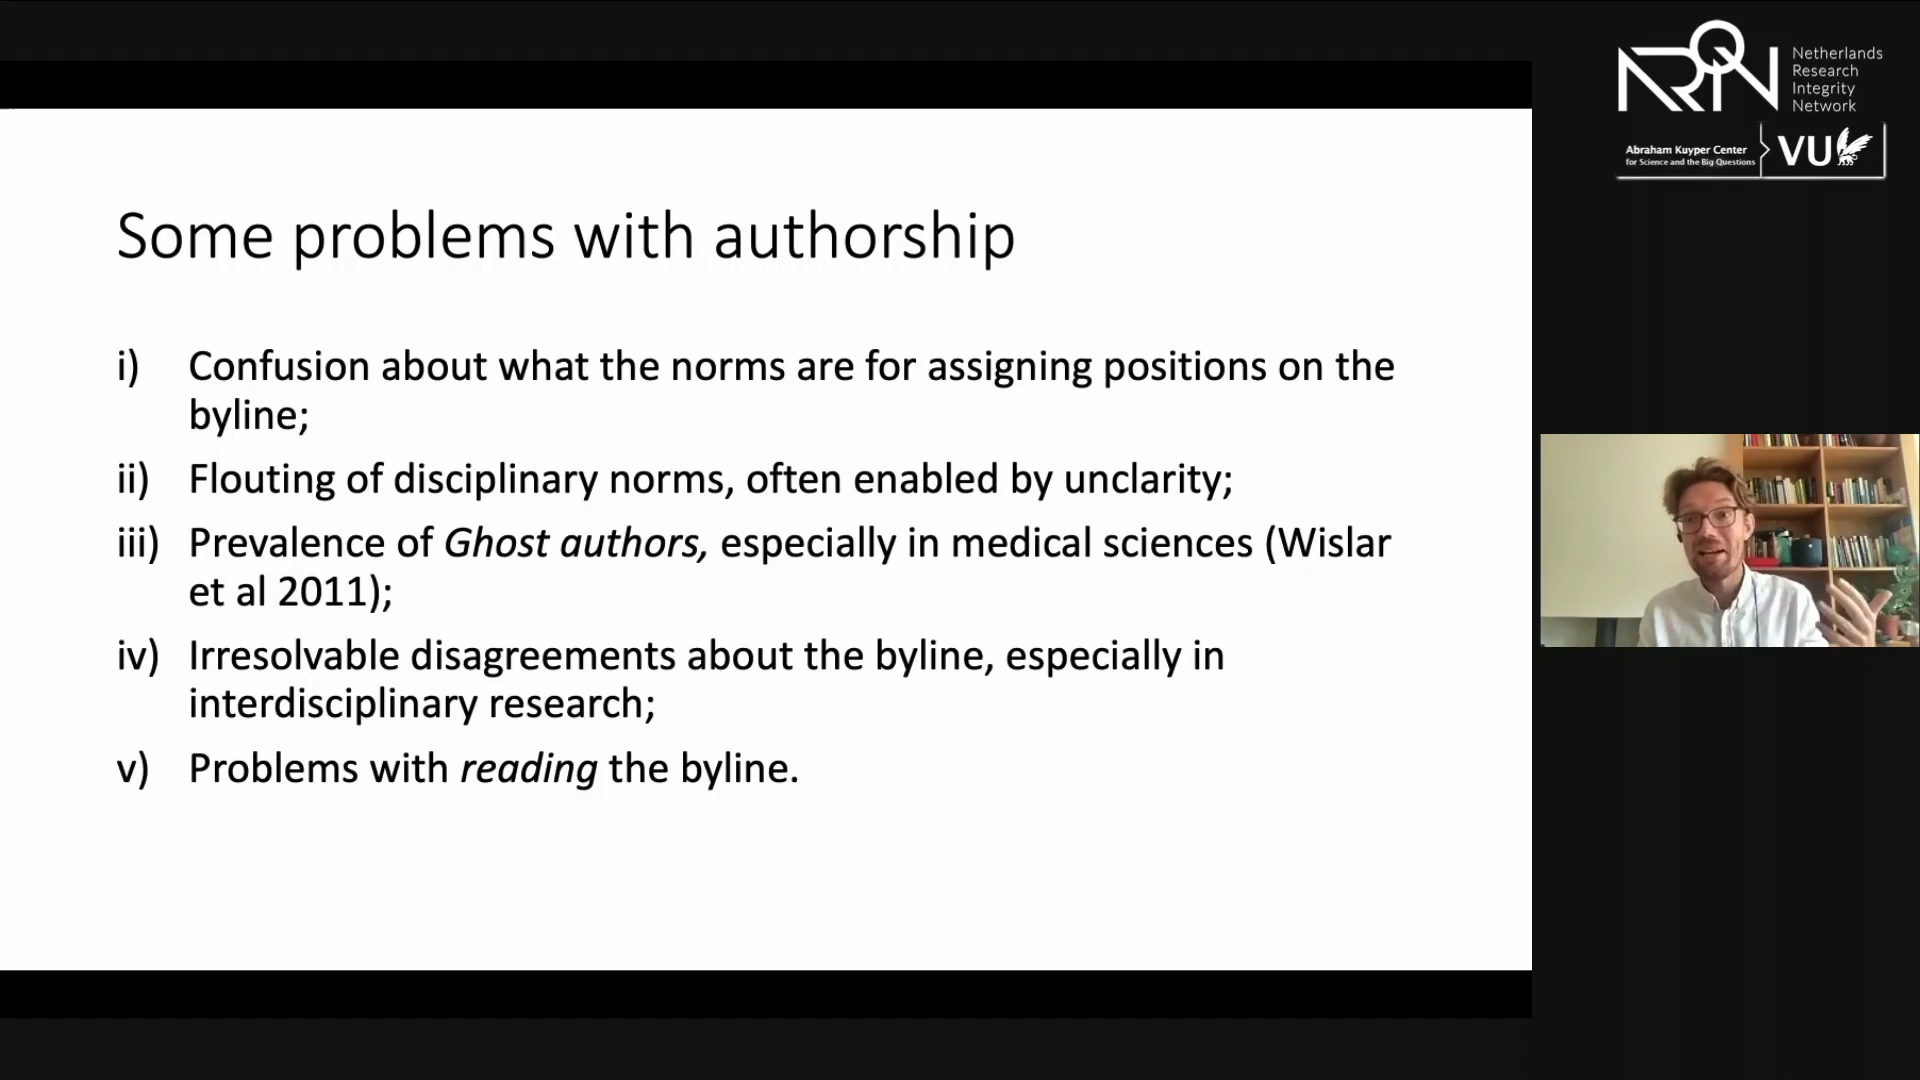 Some problems with authorship
i) Confusion about what the norms are for assigning positions on the
byline;
ii) Flouting of disciplinary norms, often enabled by unclarity;
iii) Prevalence of Ghost authors, especially in medical sciences (Wislar
et al 2011);
iv) Irresolvable disagreements about the byline, especially in
interdisciplinary research;
v) Problems with reading the byline.
NRIN
Netherlands
Research
Integrity
Network
Abraham Kuyper Center
for Science and the Big Questions
VU